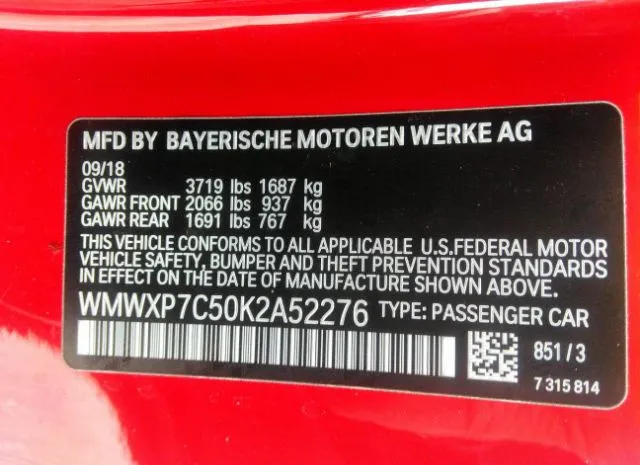 MFD BY BAYERISCHE MOTOREN WERKE AG
09/18
GVWR 3719 lbs 1687 kg
GAWR FRONT 2066 lbs 937 kg
GAWR REAR 1691 lbs 767 kg
THIS VEHICLE CONFORMS TO ALL APPLICABLE U.S.FEDERAL MOTOR
VEHICLE SAFETY, BUMPER AND THEFT PREVENTION STANDARDS
IN EFFECT ON THE DATE OF MANUFACTURE SHOWN ABOVE.
WMWXP7C50K2A52276 TYPE: PASSENGER CAR
851/3
7 315 814